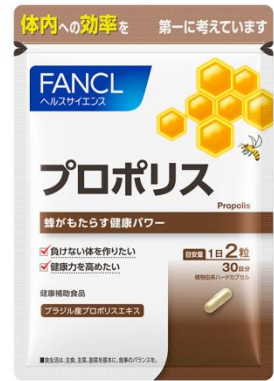 体内への効率を 第一に考えています
FANCL
ヘルスサイエンス
プロポリス
Propolis
蜂がもたらす健康パワー
負けない体を作りたい
健康力を高めたい
目安量 1日2粒
30日分
植物由来ハードカプセル
健康補助食品
ブラジル産プロポリスエキス
■食生活は、主食、主菜、副菜を基本に、食事のバランスを。